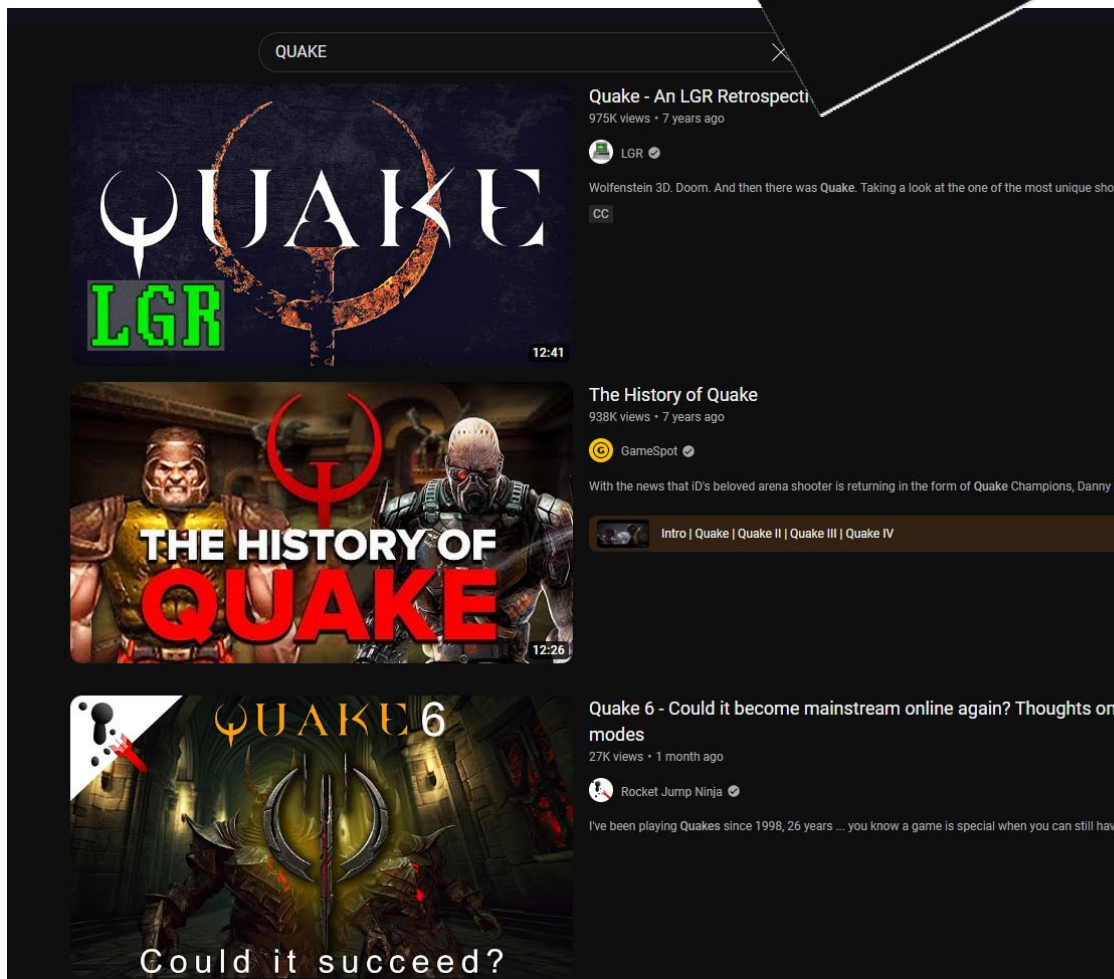 QUAKE
QUAKE
LGR
12:41
Quake - An LGR Retrospecti
975K views • 7 years ago
LGR
Wolfenstein 3D. Doom. And then there was Quake. Taking a look at the one of the most unique sho
CC
THE HISTORY OF
QUAKE
12:26
The History of Quake
938K views • 7 years ago
G
GameSpot
With the news that iD's beloved arena shooter is returning in the form of Quake Champions, Danny
Intro | Quake | Quake II | Quake III | Quake IV
QUAKE 6
Could it succeed?
Quake 6 - Could it become mainstream online again? Thoughts on
modes
27K views • 1 month ago
Rocket Jump Ninja
I've been playing Quakes since 1998, 26 years ... you know a game is special when you can still hav